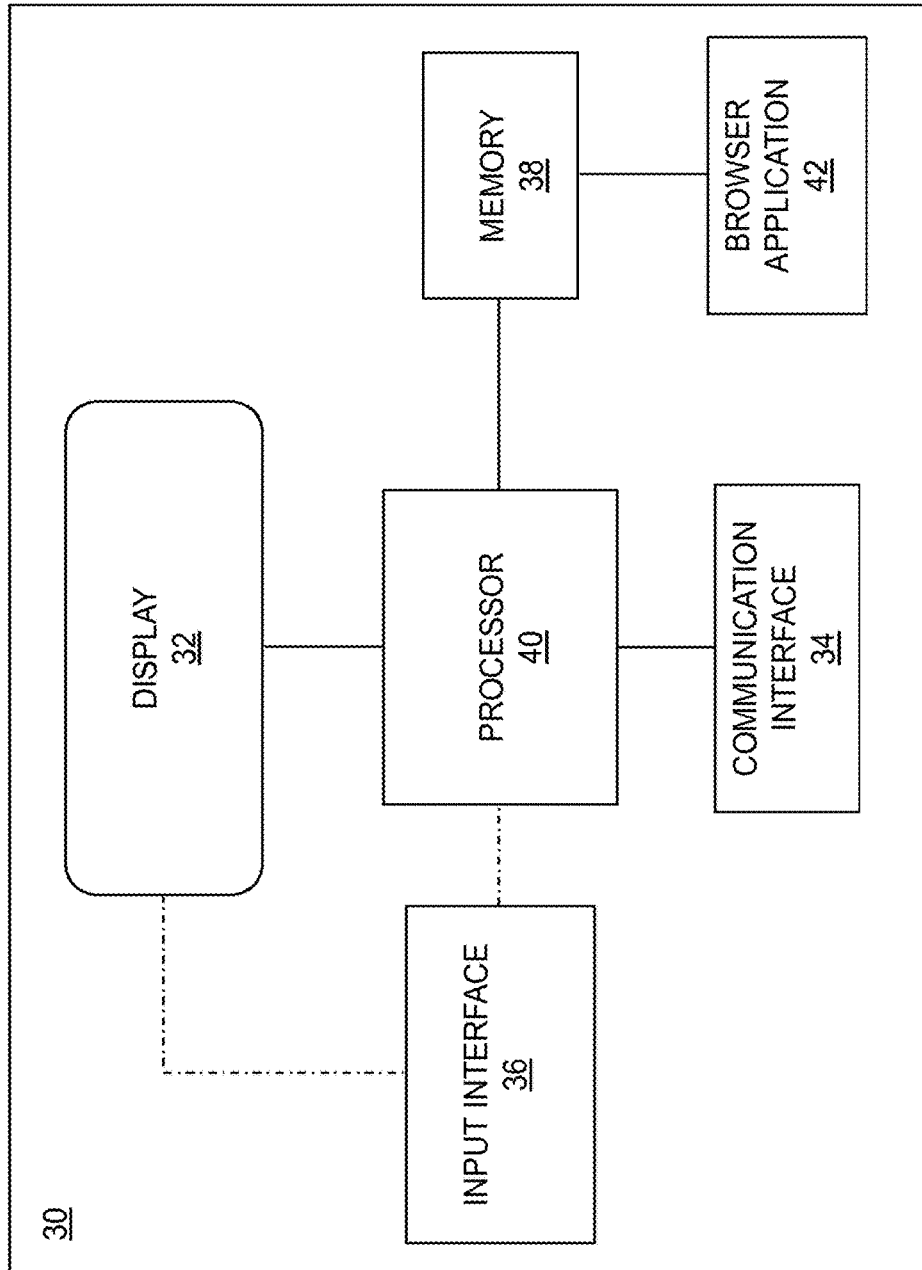 30
DISPLAY
32
INPUT INTERFACE
36
PROCESSOR
40
MEMORY
38
COMMUNICATION
INTERFACE
34
BROWSER
APPLICATION
42